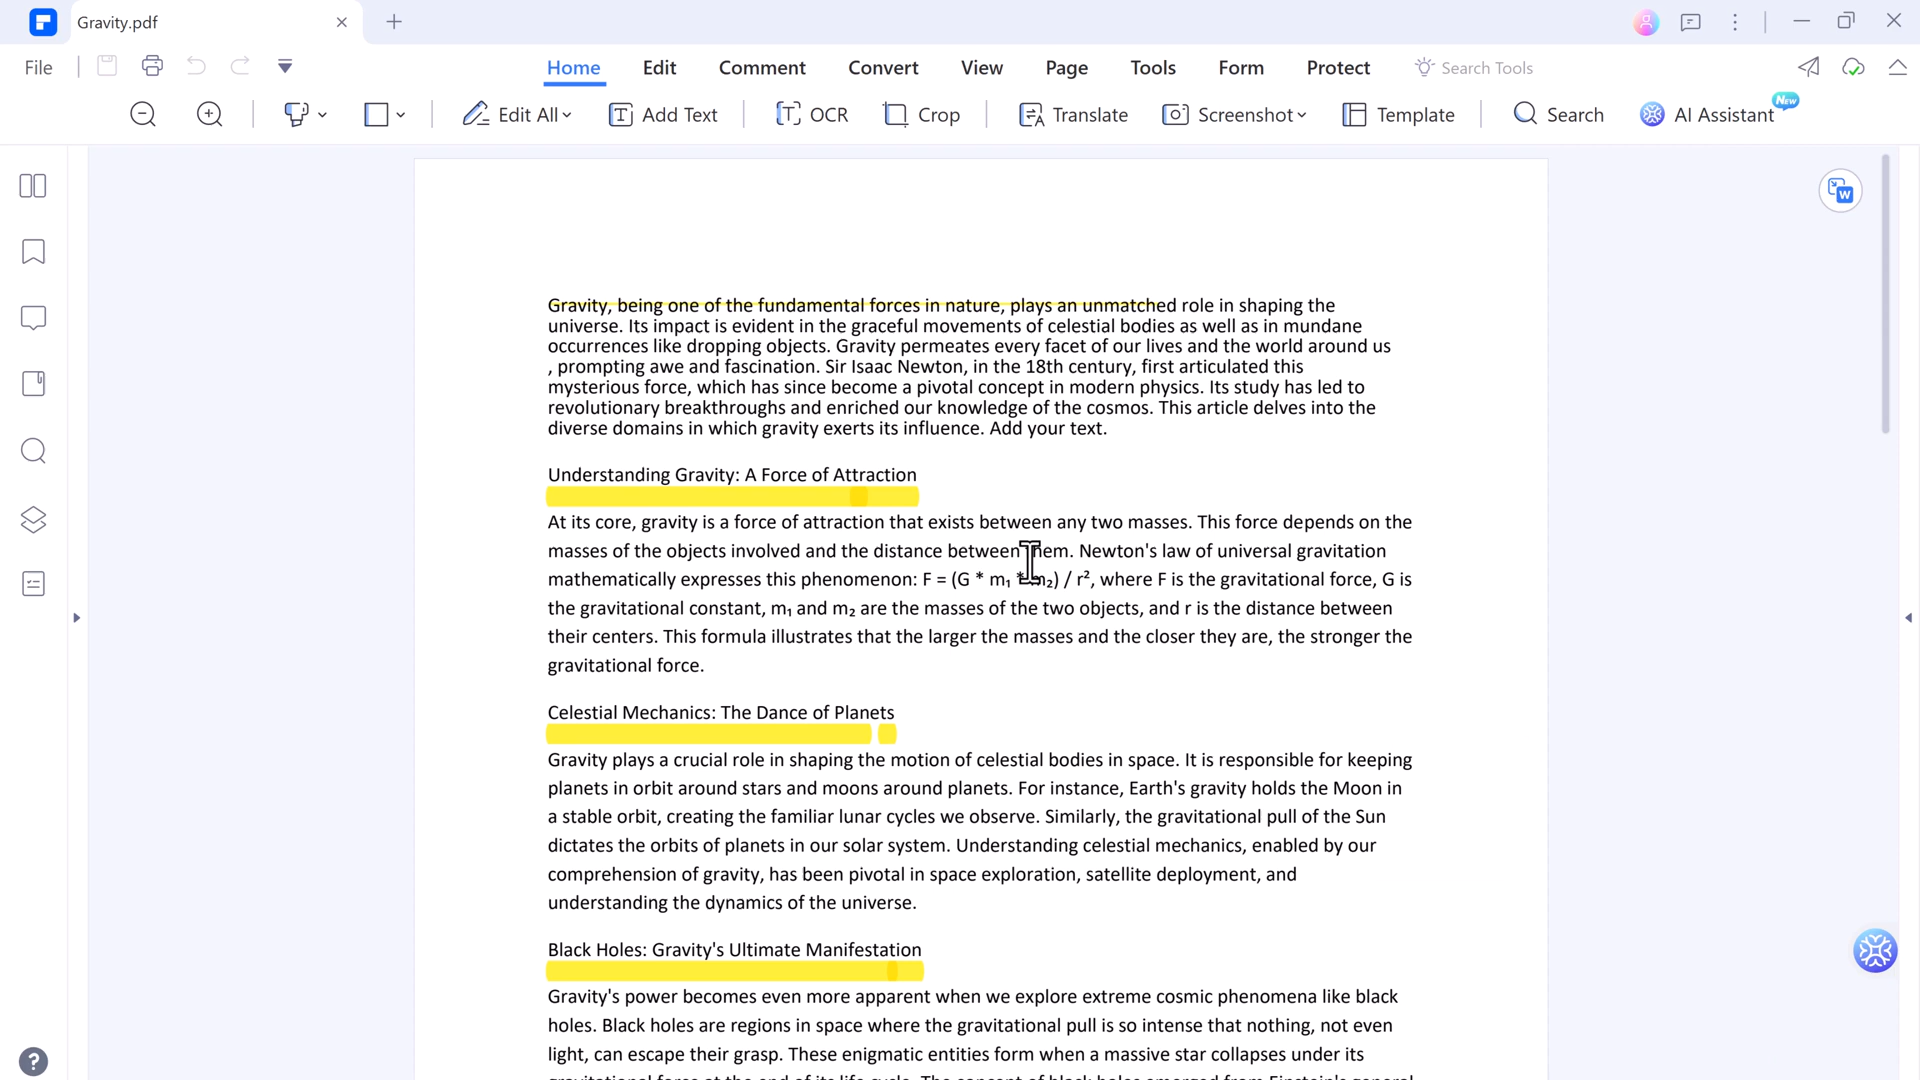 Gravity.pdf
File
Home
Edit
Comment
Convert
View
Page
Tools
Form
Protect
Search Tools
Edit All
Add Text
OCR
Crop
Translate
Screenshot
Template
Search
AI Assistant
New
W
Gravity, being one of the fundamental forces in nature, plays an unmatched role in shaping the
universe. Its impact is evident in the graceful movements of celestial bodies as well as in mundane
occurrences like dropping objects. Gravity permeates every facet of our lives and the world around us
, prompting awe and fascination. Sir Isaac Newton, in the 18th century, first articulated this
mysterious force, which has since become a pivotal concept in modern physics. Its study has led to
revolutionary breakthroughs and enriched our knowledge of the cosmos. This article delves into the
diverse domains in which gravity exerts its influence. Add your text.
Understanding Gravity: A Force of Attraction
At its core, gravity is a force of attraction that exists between any two masses. This force depends on the
masses of the objects involved and the distance between them. Newton's law of universal gravitation
mathematically expresses this phenomenon: F = (G * m₁ * m₂) / r², where F is the gravitational force, G is
the gravitational constant, m₁ and m₂ are the masses of the two objects, and r is the distance between
their centers. This formula illustrates that the larger the masses and the closer they are, the stronger the
gravitational force.
Celestial Mechanics: The Dance of Planets
Gravity plays a crucial role in shaping the motion of celestial bodies in space. It is responsible for keeping
planets in orbit around stars and moons around planets. For instance, Earth's gravity holds the Moon in
a stable orbit, creating the familiar lunar cycles we observe. Similarly, the gravitational pull of the Sun
dictates the orbits of planets in our solar system. Understanding celestial mechanics, enabled by our
comprehension of gravity, has been pivotal in space exploration, satellite deployment, and
understanding the dynamics of the universe.
Black Holes: Gravity's Ultimate Manifestation
Gravity's power becomes even more apparent when we explore extreme cosmic phenomena like black
holes. Black holes are regions in space where the gravitational pull is so intense that nothing, not even
light, can escape their grasp. These enigmatic entities form when a massive star collapses under its
gravitational force at the end of its life cycle. The concept of black holes emerged from Einstein's general